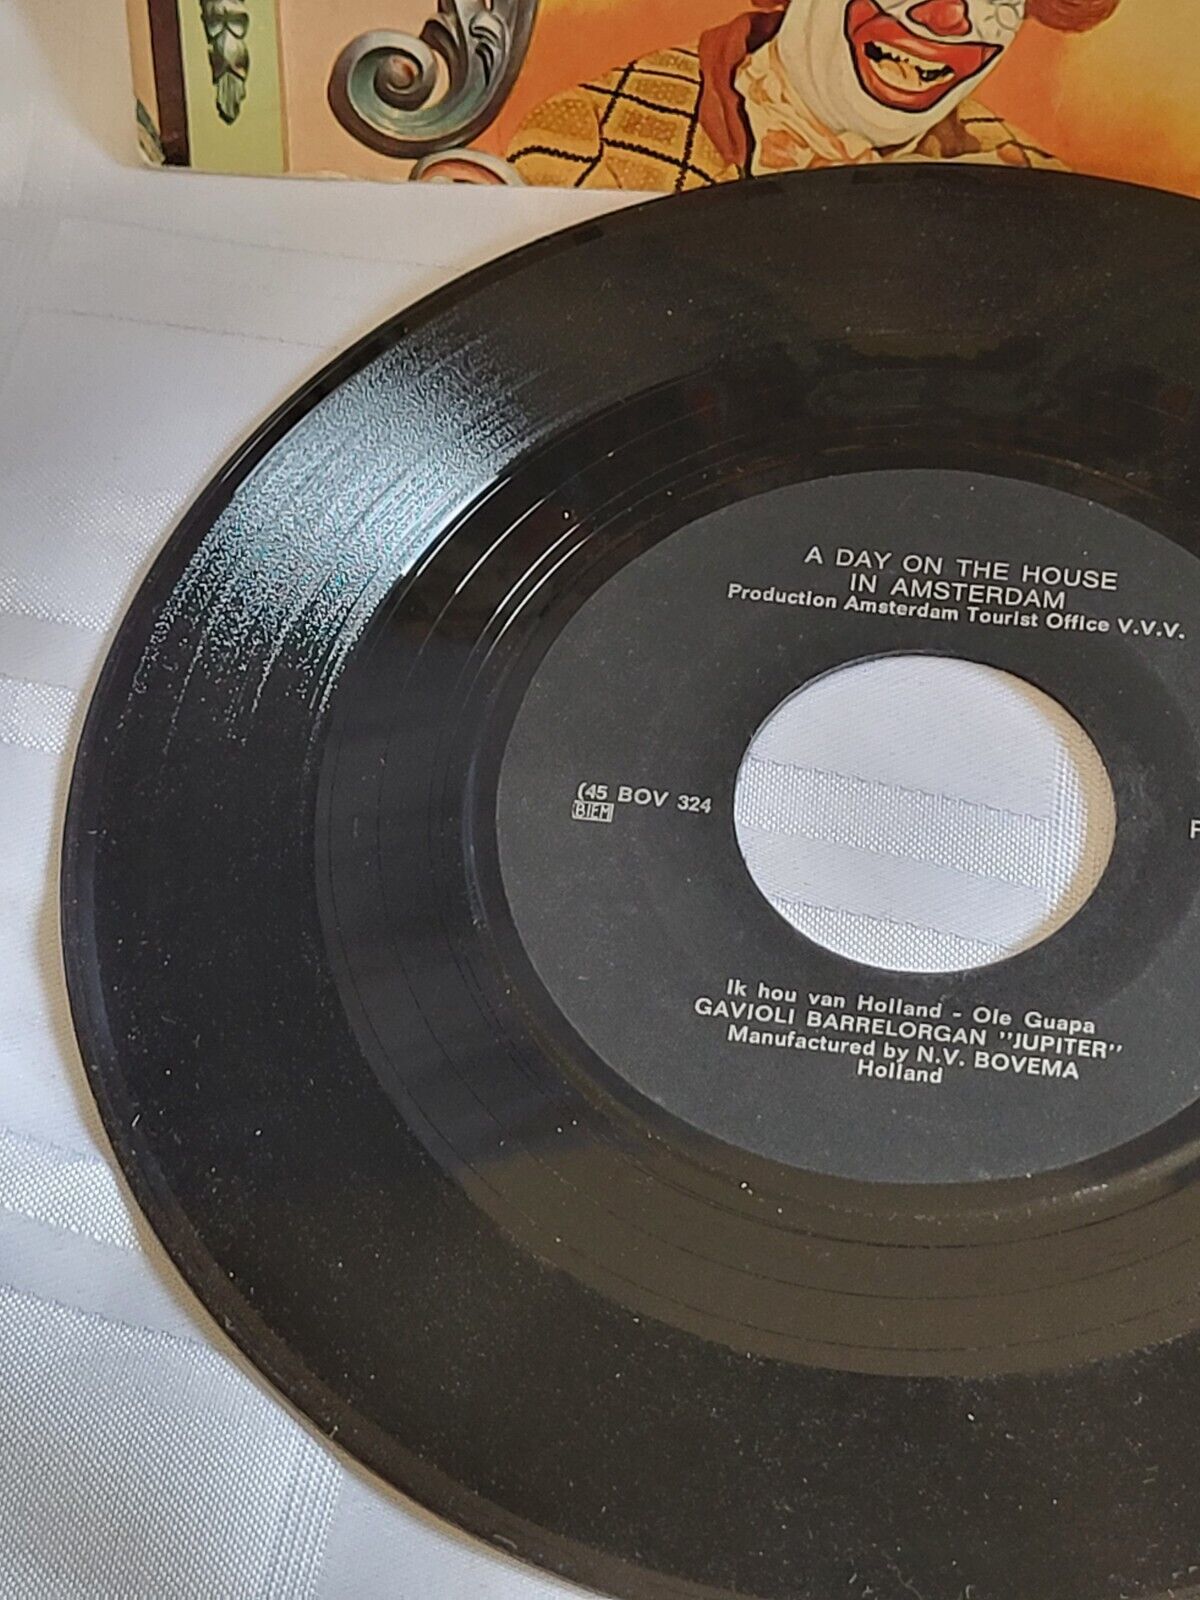 A DAY ON THE HOUSE
IN AMSTERDAM
Production Amsterdam Tourist Office V.V.V.
(45 BOV 324
BIEM
Ik hou van Holland - Ole Guapa
GAVIOLI BARRELORGAN "JUPITER"
Manufactured by N.V. BOVEMA
Holland